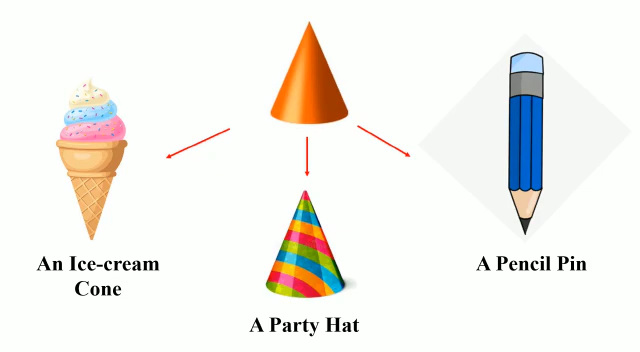 An Ice-cream
Cone
A Party Hat
A Pencil Pin